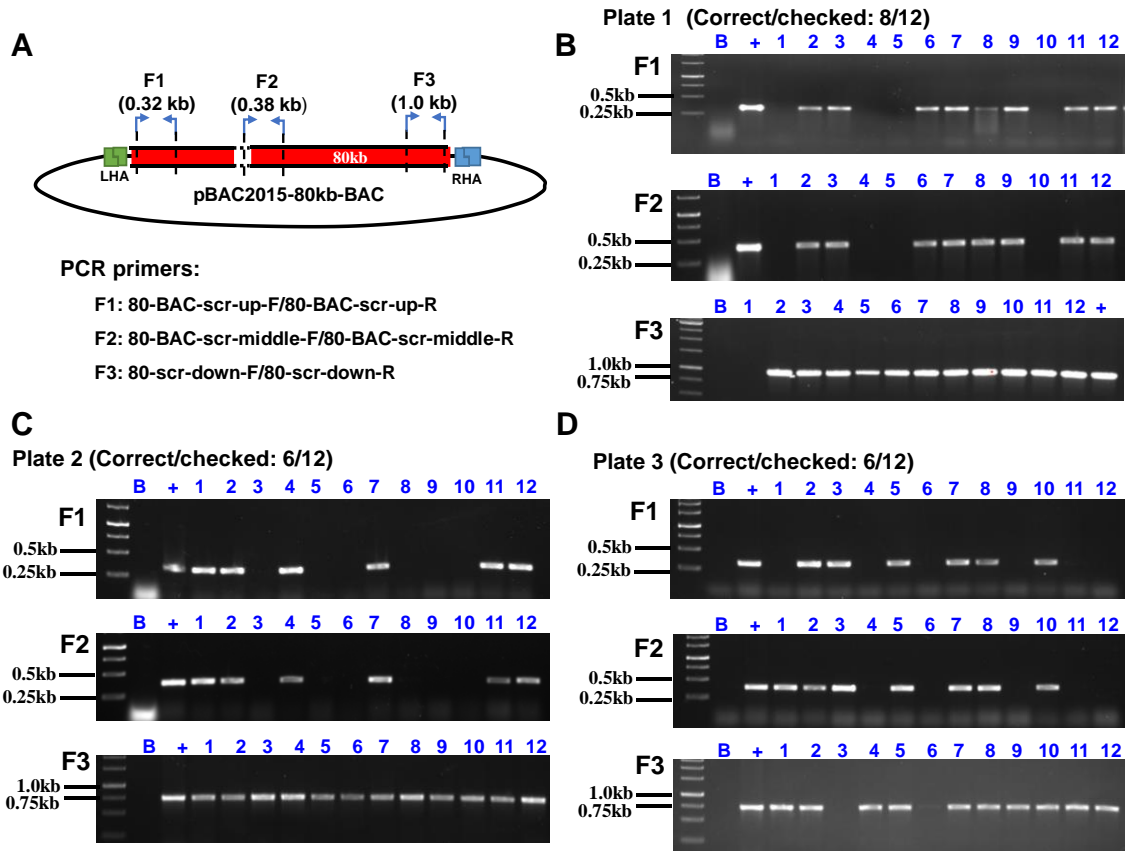 A
F1 F2 F3
(0.32 kb) (0.38 kb) (1.0 kb)
80kb
LHA RHA
pBAC2015-80kb-BAC
PCR primers:
F1: 80-BAC-scr-up-F/80-BAC-scr-up-R
F2: 80-BAC-scr-middle-F/80-BAC-scr-middle-R
F3: 80-scr-down-F/80-scr-down-R
Plate 1 (Correct/checked: 8/12)
B
B + 1 2 3 4 5 6 7 8 9 10 11 12
F1
0.5kb
0.25kb
B + 1 2 3 4 5 6 7 8 9 10 11 12
F2
0.5kb
0.25kb
B 1 2 3 4 5 6 7 8 9 10 11 12 +
F3
1.0kb
0.75kb
C
Plate 2 (Correct/checked: 6/12)
B + 1 2 3 4 5 6 7 8 9 10 11 12
F1
0.5kb
0.25kb
B + 1 2 3 4 5 6 7 8 9 10 11 12
F2
0.5kb
0.25kb
B + 1 2 3 4 5 6 7 8 9 10 11 12
F3
1.0kb
0.75kb
D
Plate 3 (Correct/checked: 6/12)
B + 1 2 3 4 5 6 7 8 9 10 11 12
F1
0.5kb
0.25kb
B + 1 2 3 4 5 6 7 8 9 10 11 12
F2
0.5kb
0.25kb
B + 1 2 3 4 5 6 7 8 9 10 11 12
F3
1.0kb
0.75kb